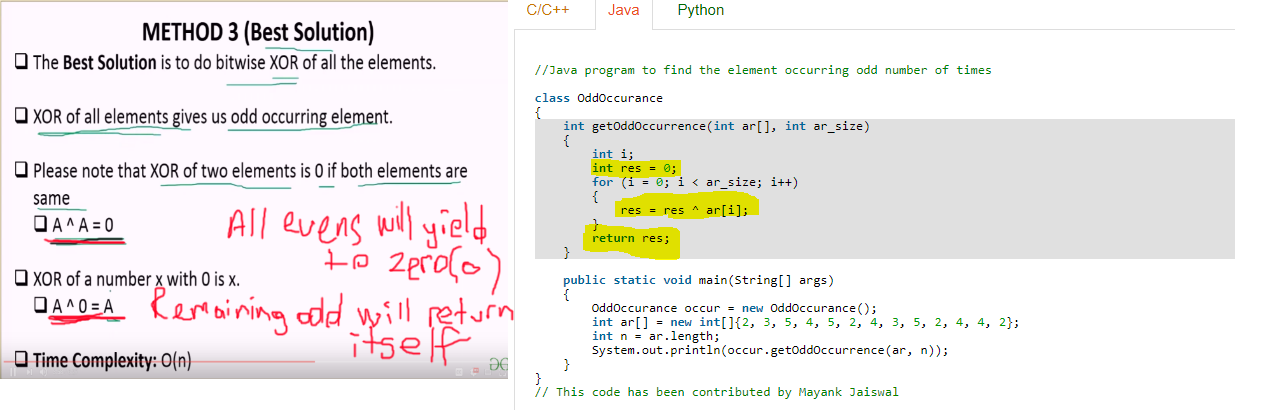 METHOD 3 (Best Solution)
❑ The Best Solution is to do bitwise XOR of all the elements.
❑ XOR of all elements gives us odd occurring element.
❑ Please note that XOR of two elements is 0 if both elements are
same
❑ A ^ A = 0
All evens will yield
to zero(0)
❑ XOR of a number x with 0 is x.
❑ A ^ 0 = A
Remaining odd will return
itself
❑ Time Complexity: O(n)
C/C++
Java
Python
//Java program to find the element occurring odd number of times
class OddOccurance
{
int getOddOccurrence(int ar[], int ar_size)
{
int i;
int res = 0;
for (i = 0; i < ar_size; i++)
{
res = res ^ ar[i];
}
return res;
}
public static void main(String[] args)
{
OddOccurance occur = new OddOccurance();
int ar[] = new int[]{2, 3, 5, 4, 5, 2, 4, 3, 5, 2, 4, 4, 2};
int n = ar.length;
System.out.println(occur.getOddOccurrence(ar, n));
}
}
// This code has been contributed by Mayank Jaiswal